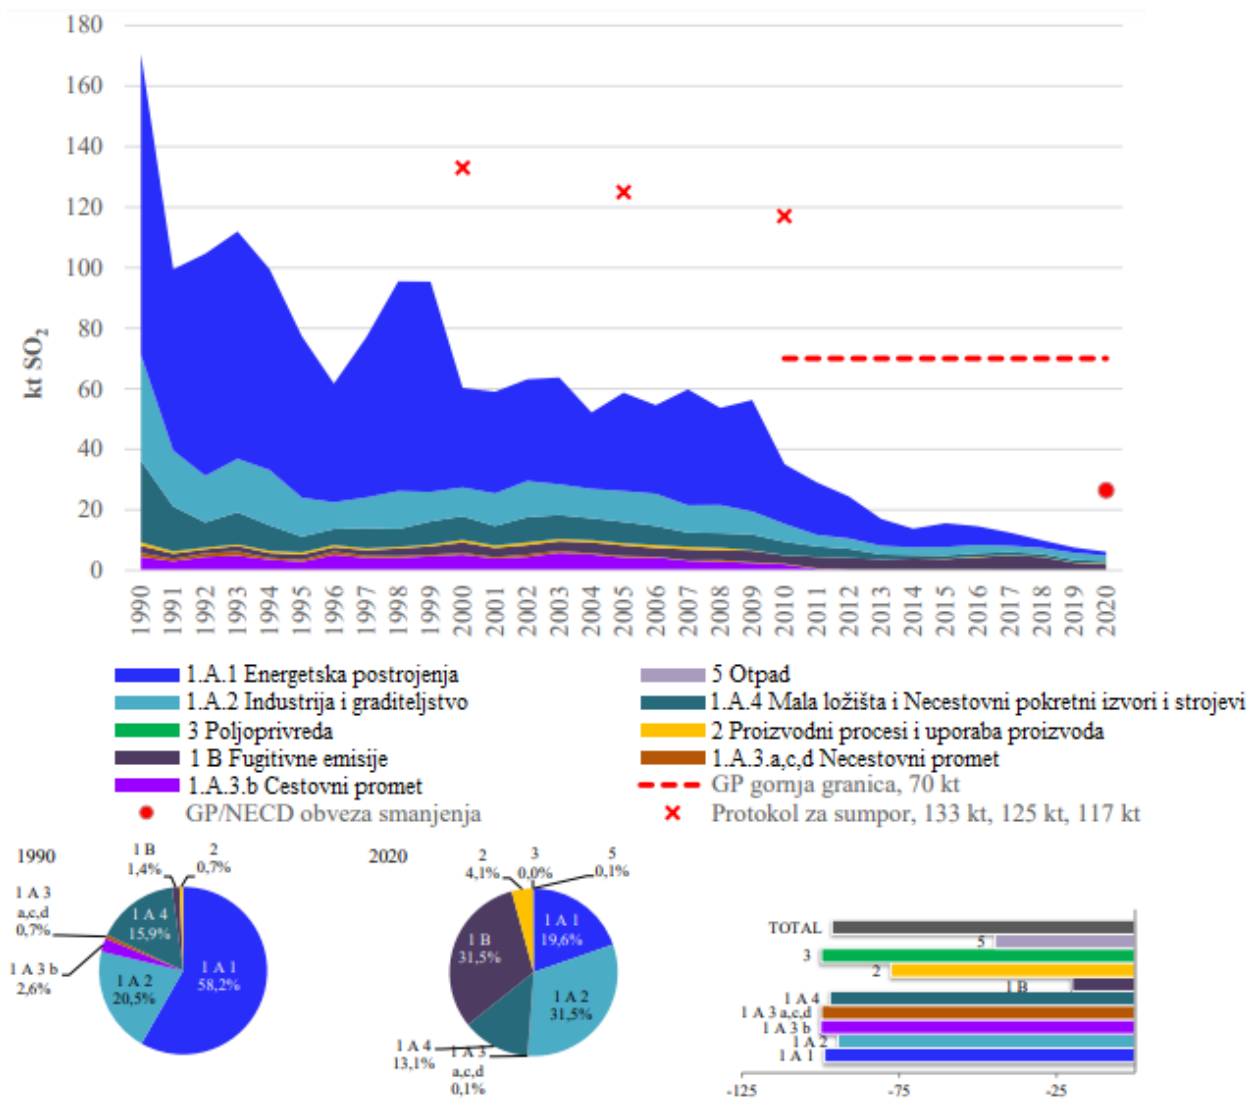 180
160
140
120
100
80
60
40
20
0
kt SO₂
1990 1991 1992 1993 1994 1995 1996 1997 1998 1999 2000 2001 2002 2003 2004 2005 2006 2007 2008 2009 2010 2011 2012 2013 2014 2015 2016 2017 2018 2019 2020
1.A.1 Energetska postrojenja
5 Otpad
1.A.2 Industrija i graditeljstvo
1.A.4 Mala ložišta i Necestovni pokretni izvori i strojevi
3 Poljoprivreda
2 Proizvodni procesi i uporaba proizvoda
1 B Fugitivne emisije
1.A.3.a,c,d Necestovni promet
1.A.3.b Cestovni promet
GP gornja granica, 70 kt
GP/NECD obveza smanjenja
Protokol za sumpor, 133 kt, 125 kt, 117 kt
1990
1 B
1,4%
2
0,7%
1 A 3
a,c,d
0,7%
1 A 4
15,9%
1 A 3 b
2,6%
1 A 2
20,5%
1 A 1
58,2%
2020
2
4,1%
3
0,0%
5
0,1%
1 A 1
19,6%
1 B
31,5%
1 A 2
31,5%
1 A 4
13,1%
1 A 3
a,c,d
0,1%
TOTAL
5
3
2
1 B
1 A 4
1 A 3 a,c,d
1 A 3 b
1 A 2
1 A 1
-125
-75
-25